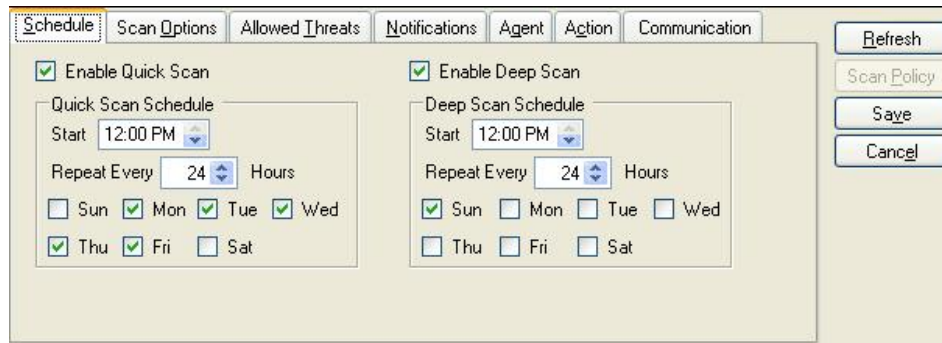 Schedule Scan Options Allowed Threats Notifications Agent Action Communication
Refresh
Scan Policy
Save
Cancel
Enable Quick Scan
Quick Scan Schedule
Start 12:00 PM
Repeat Every 24 Hours
Sun Mon Tue Wed
Thu Fri Sat
Enable Deep Scan
Deep Scan Schedule
Start 12:00 PM
Repeat Every 24 Hours
Sun Mon Tue Wed
Thu Fri Sat